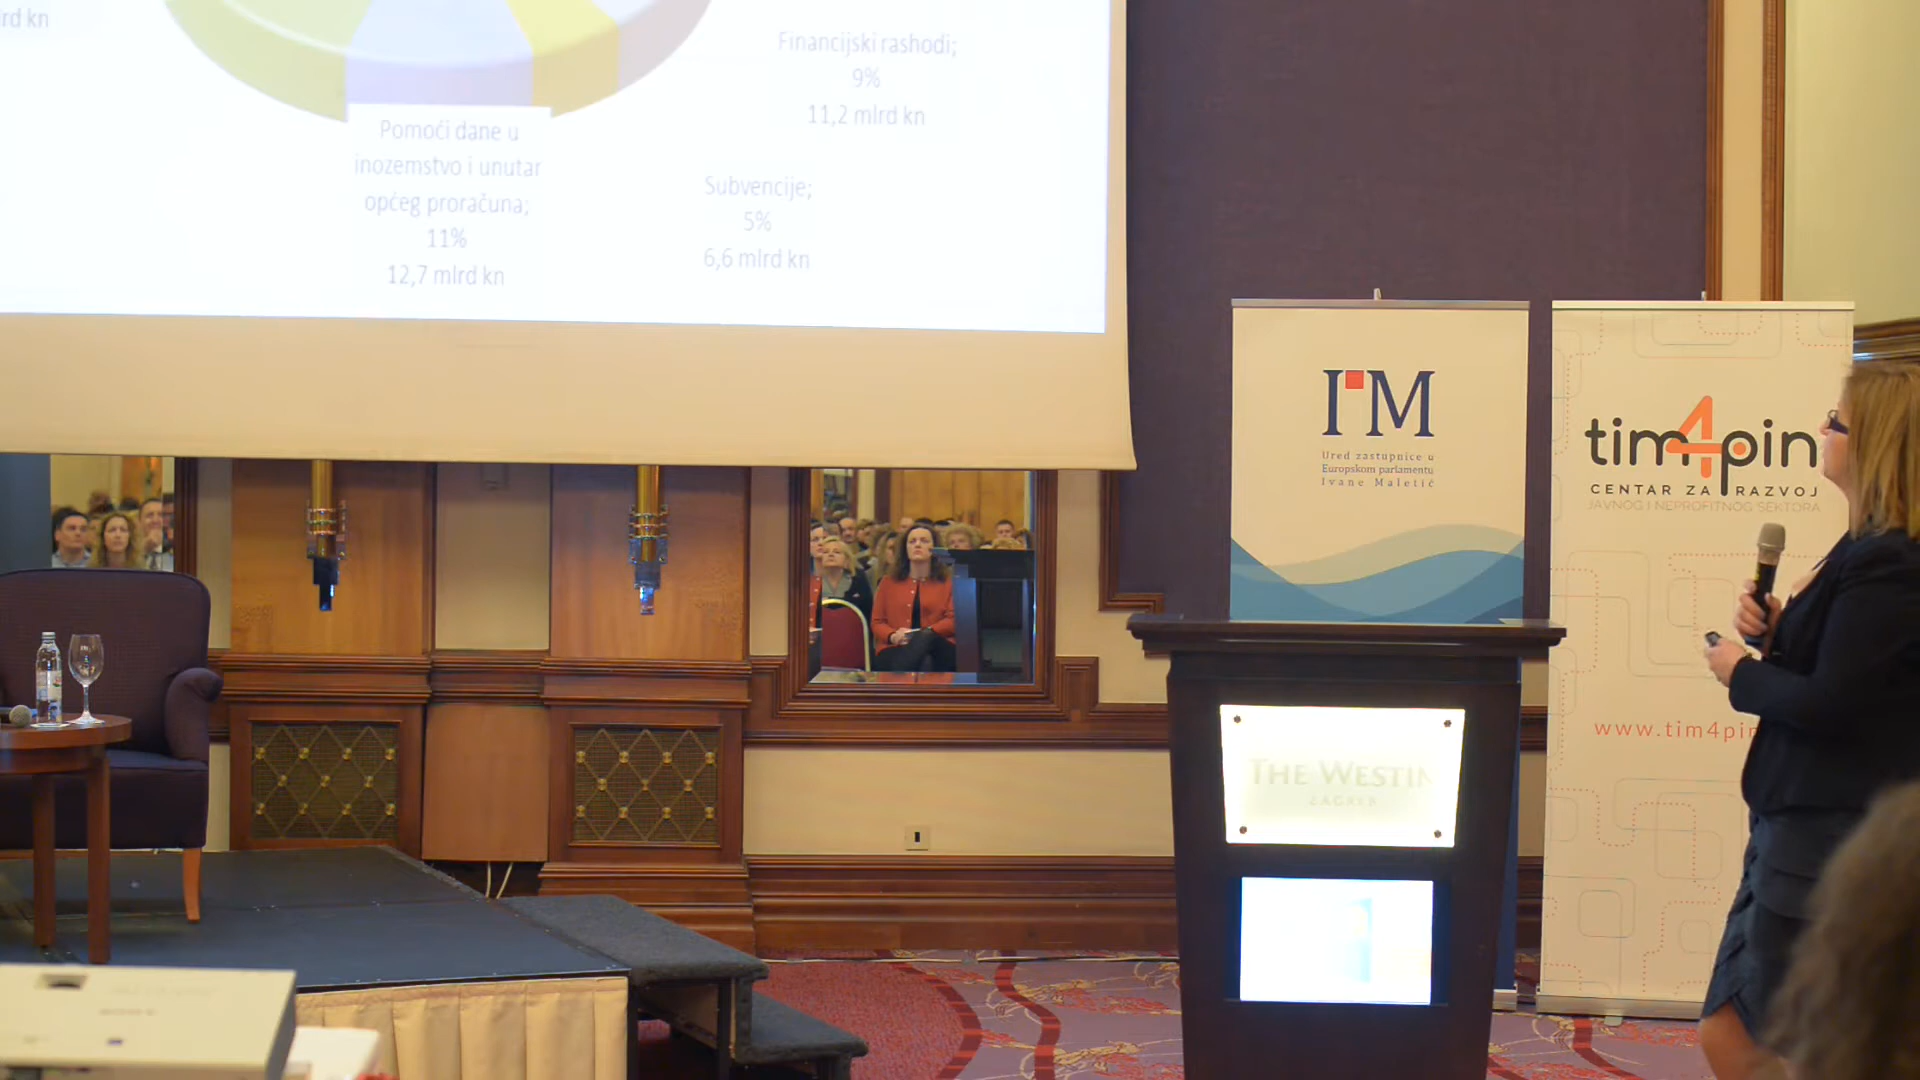 rd kn
Financijski rashodi;
9%
11,2 mlrd kn
Pomoći dane u
inozemstvo i unutar
općeg proračuna;
11%
12,7 mlrd kn
Subvencije;
5%
6,6 mlrd kn
I'M
Ured zastupnice u
Europskom parlamentu
Ivane Maletić
tim4pin
CENTAR ZA RAZVOJ
JAVNOG I NEPROFITNOG SEKTORA
www.tim4pin
THE WESTIN
ZAGREB